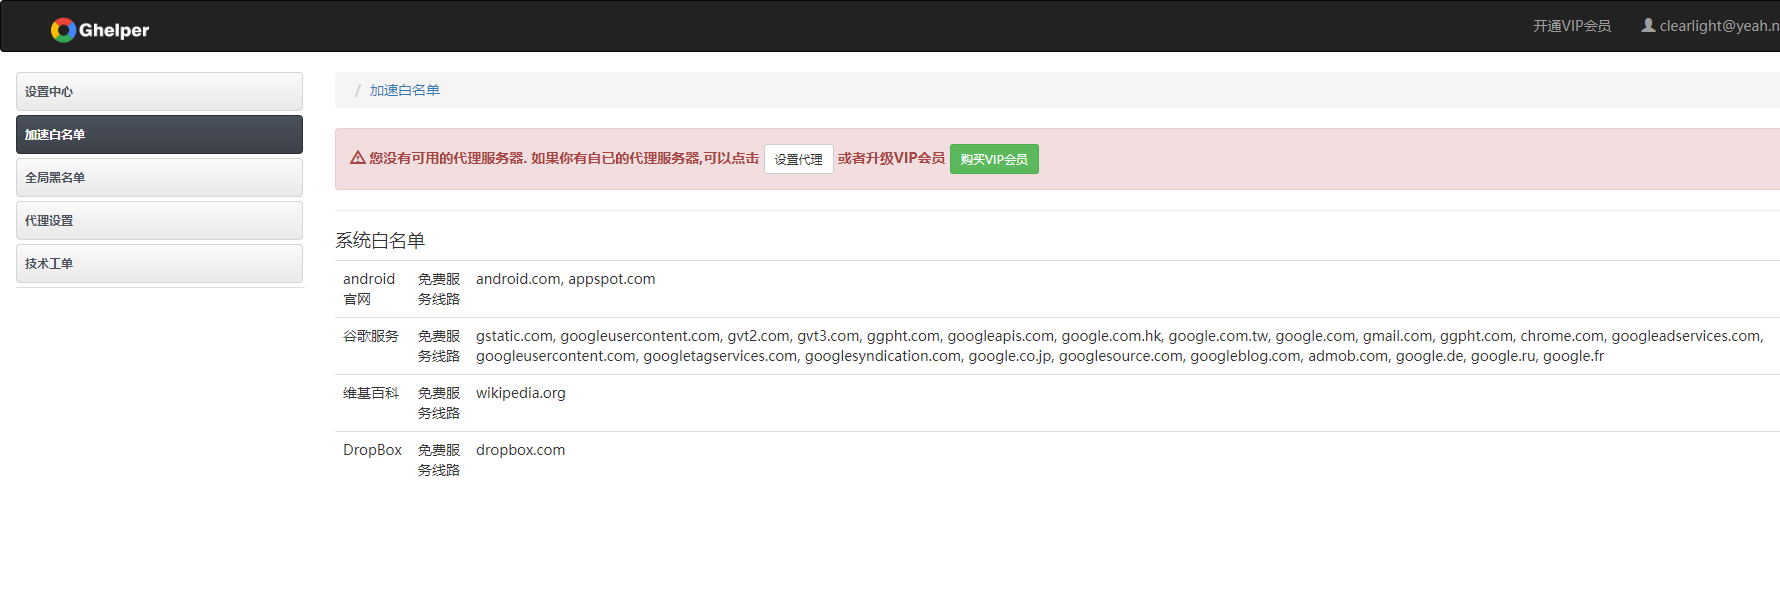 Ghelper
开通VIP会员
clearlight@yeah.n
设置中心
加速白名单
全局黑名单
代理设置
技术工单
/ 加速白名单
您没有可用的代理服务器. 如果你有自已的代理服务器,可以点击 设置代理 或者升级VIP会员 购买VIP会员
系统白名单
android
官网
免费服
务线路
android.com, appspot.com
谷歌服务
免费服
务线路
gstatic.com, googleusercontent.com, gvt2.com, gvt3.com, ggpht.com, googleapis.com, google.com.hk, google.com.tw, google.com, gmail.com, ggpht.com, chrome.com, googleadservices.com,
googleusercontent.com, googletagservices.com, googlesyndication.com, google.co.jp, googlesource.com, googleblog.com, admob.com, google.de, google.ru, google.fr
维基百科
免费服
务线路
wikipedia.org
DropBox
免费服
务线路
dropbox.com